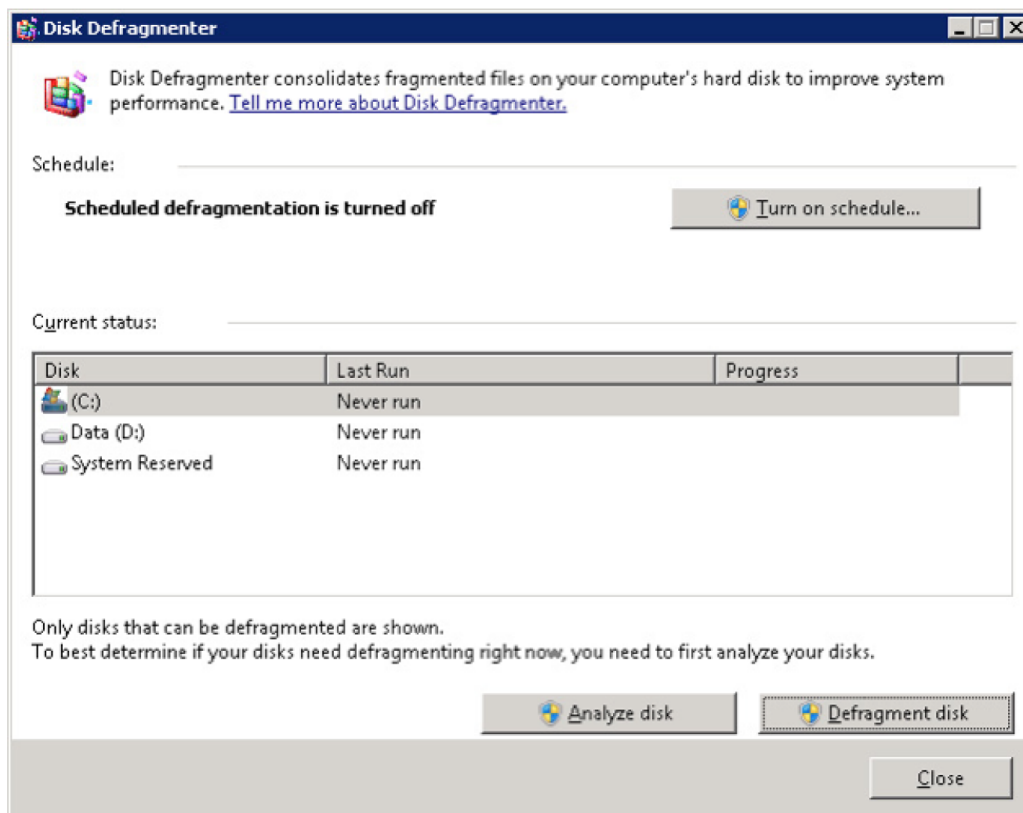 Disk Defragmenter
Disk Defragmenter consolidates fragmented files on your computer's hard disk to improve system
performance. Tell me more about Disk Defragmenter.
Schedule:
Scheduled defragmentation is turned off
Turn on schedule...
Current status:
Disk Last Run Progress
(C:) Never run
Data (D:) Never run
System Reserved Never run
Only disks that can be defragmented are shown.
To best determine if your disks need defragmenting right now, you need to first analyze your disks.
Analyze disk Defragment disk
Close